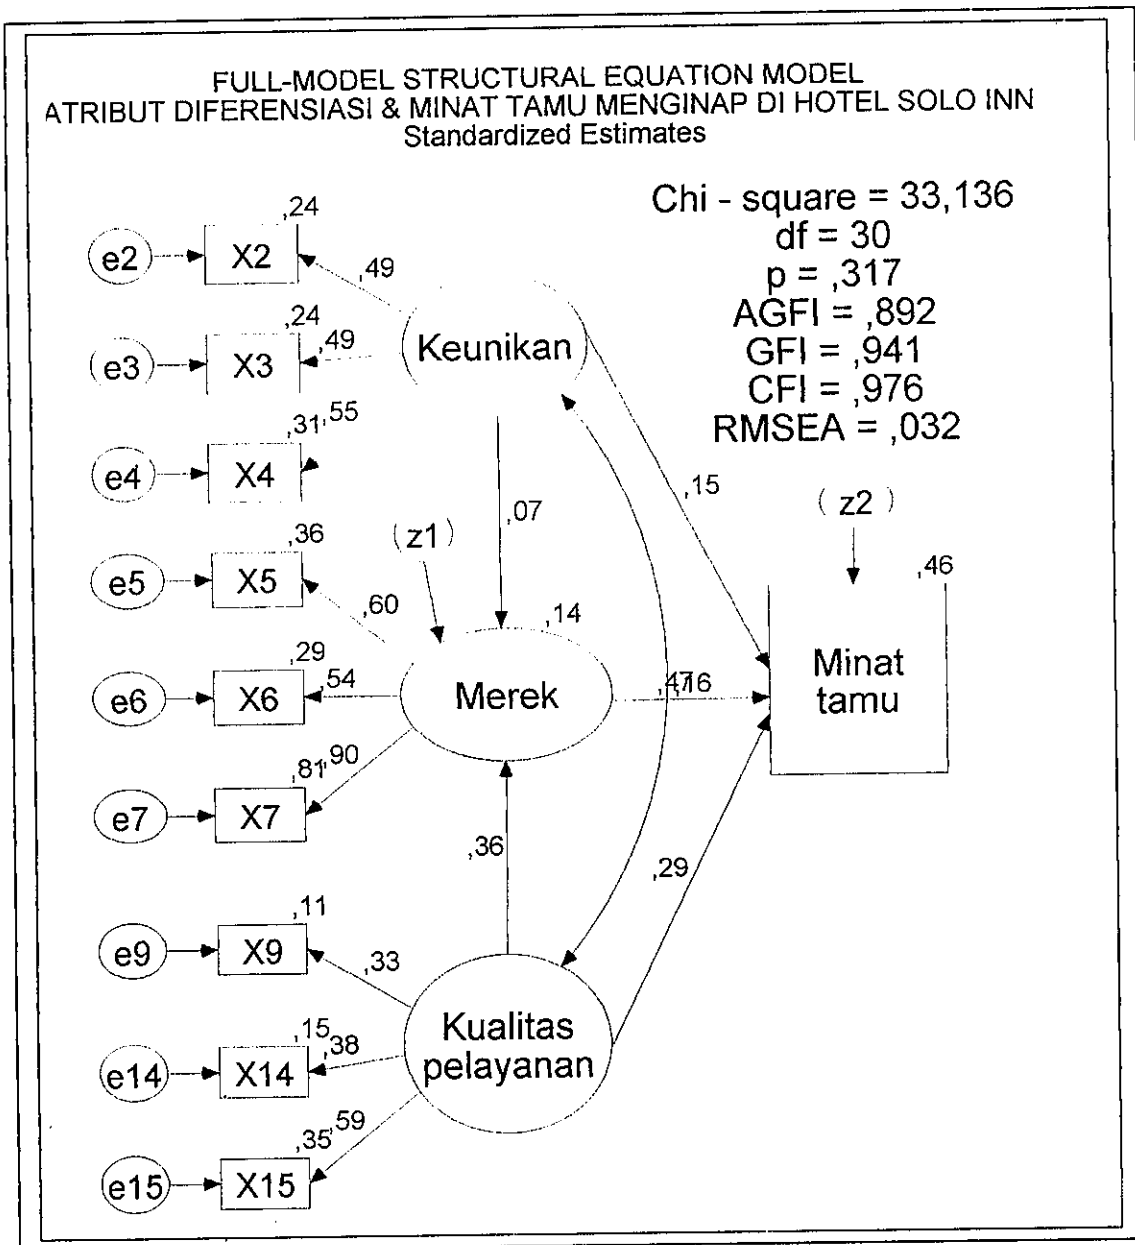 FULL-MODEL STRUCTURAL EQUATION MODEL
ATRIBUT DIFERENSIASI & MINAT TAMU MENGINAP DI HOTEL SOLO INN
Standardized Estimates
Chi - square = 33,136
df = 30
p = ,317
AGFI = ,892
GFI = ,941
CFI = ,976
RMSEA = ,032
,24
e2 X2
,49
,24
e3 X3 ,49
Keunikan
,31 ,55
e4 X4
,15
(z2)
,07
(z1)
,36
e5 X5
,60
,46
,14
,29
e6 X6 ,54
Merek
,16
Minat
tamu
,81 ,90
e7 X7
,36
,29
,11
e9 X9
,33
Kualitas
pelayanan
,15 ,38
e14 X14
,35 ,59
e15 X15